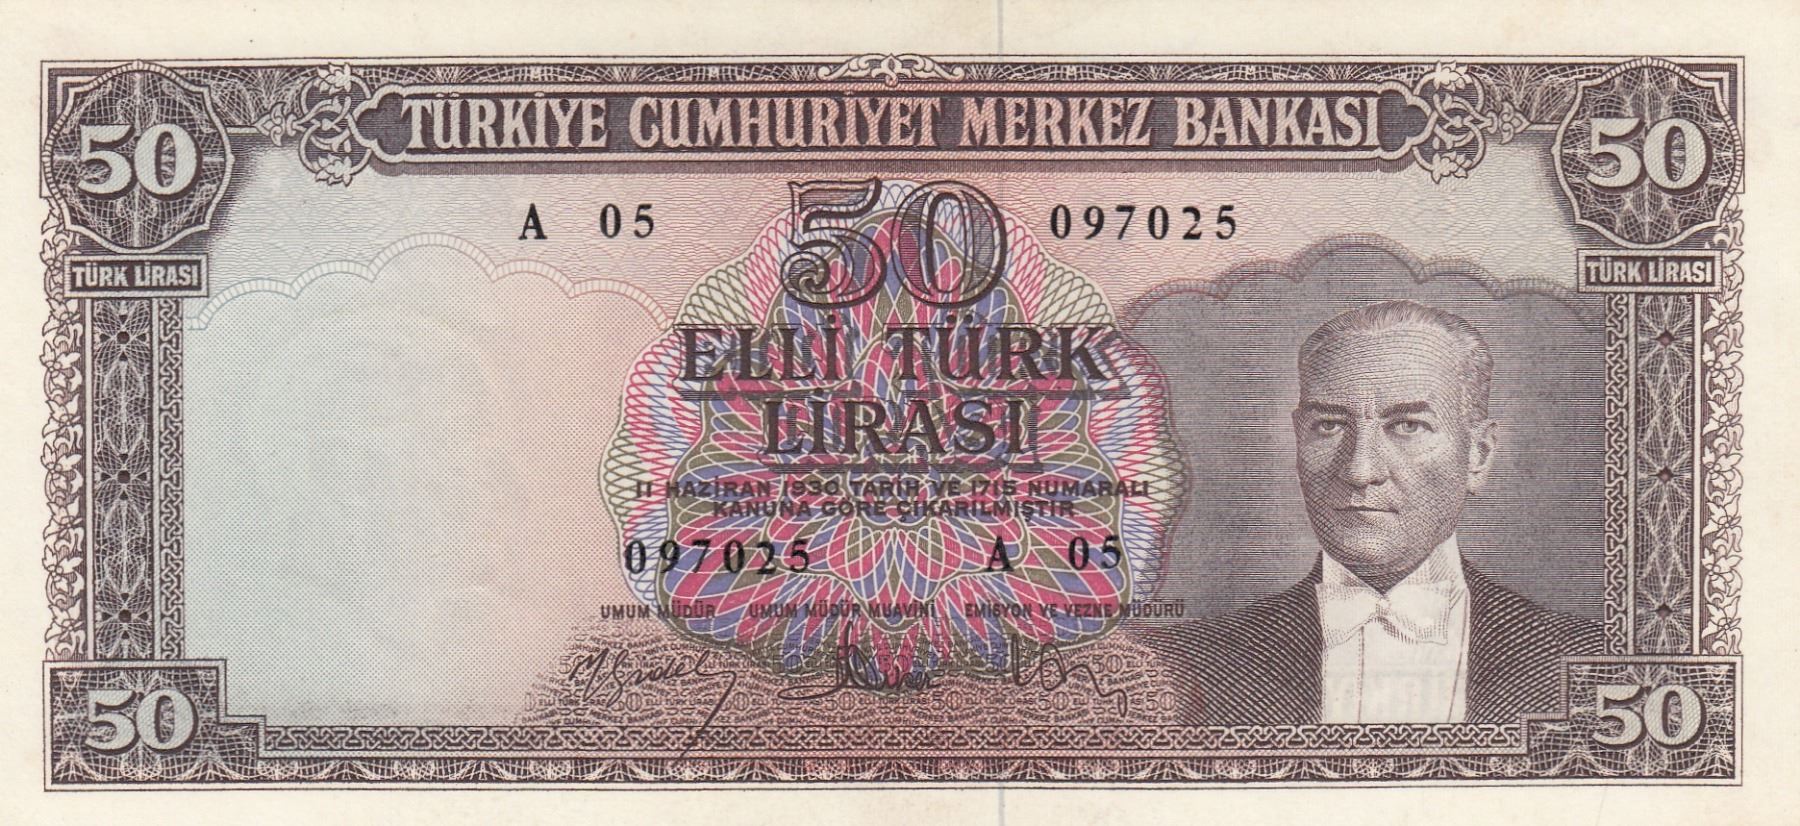 TÜRKİYE CUMHURİYET MERKEZ BANKASI
50 50
A 05 50 097025
TÜRK LİRASI TÜRK LİRASI
ELLİ TÜRK
LİRASI
11 HAZİRAN 1930 TARİH VE 1715 NUMARALI
KANUNA GÖRE ÇIKARILMIŞTIR
097025 A 05
UMUM MÜDÜR UMUM MÜDÜR MUAVİNİ EMİSYON VE VEZNE MÜDÜRÜ
50 50